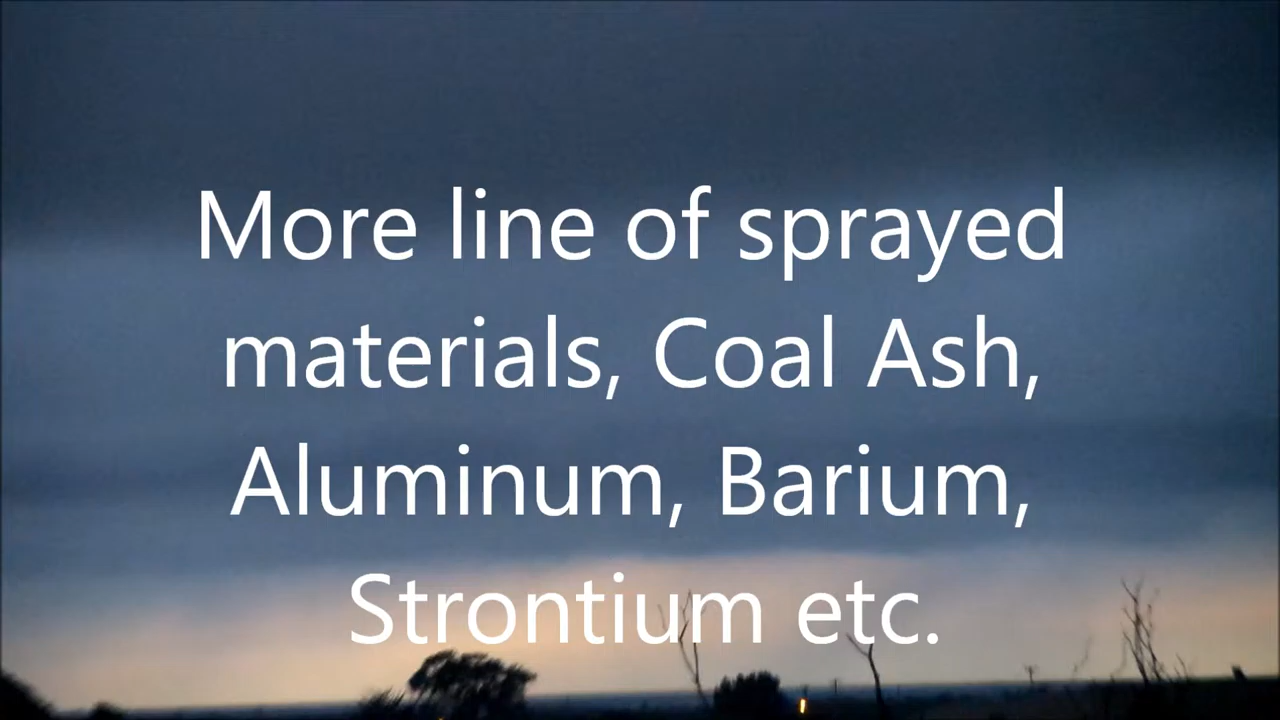 More line of sprayed
materials, Coal Ash,
Aluminum, Barium,
Strontium etc.